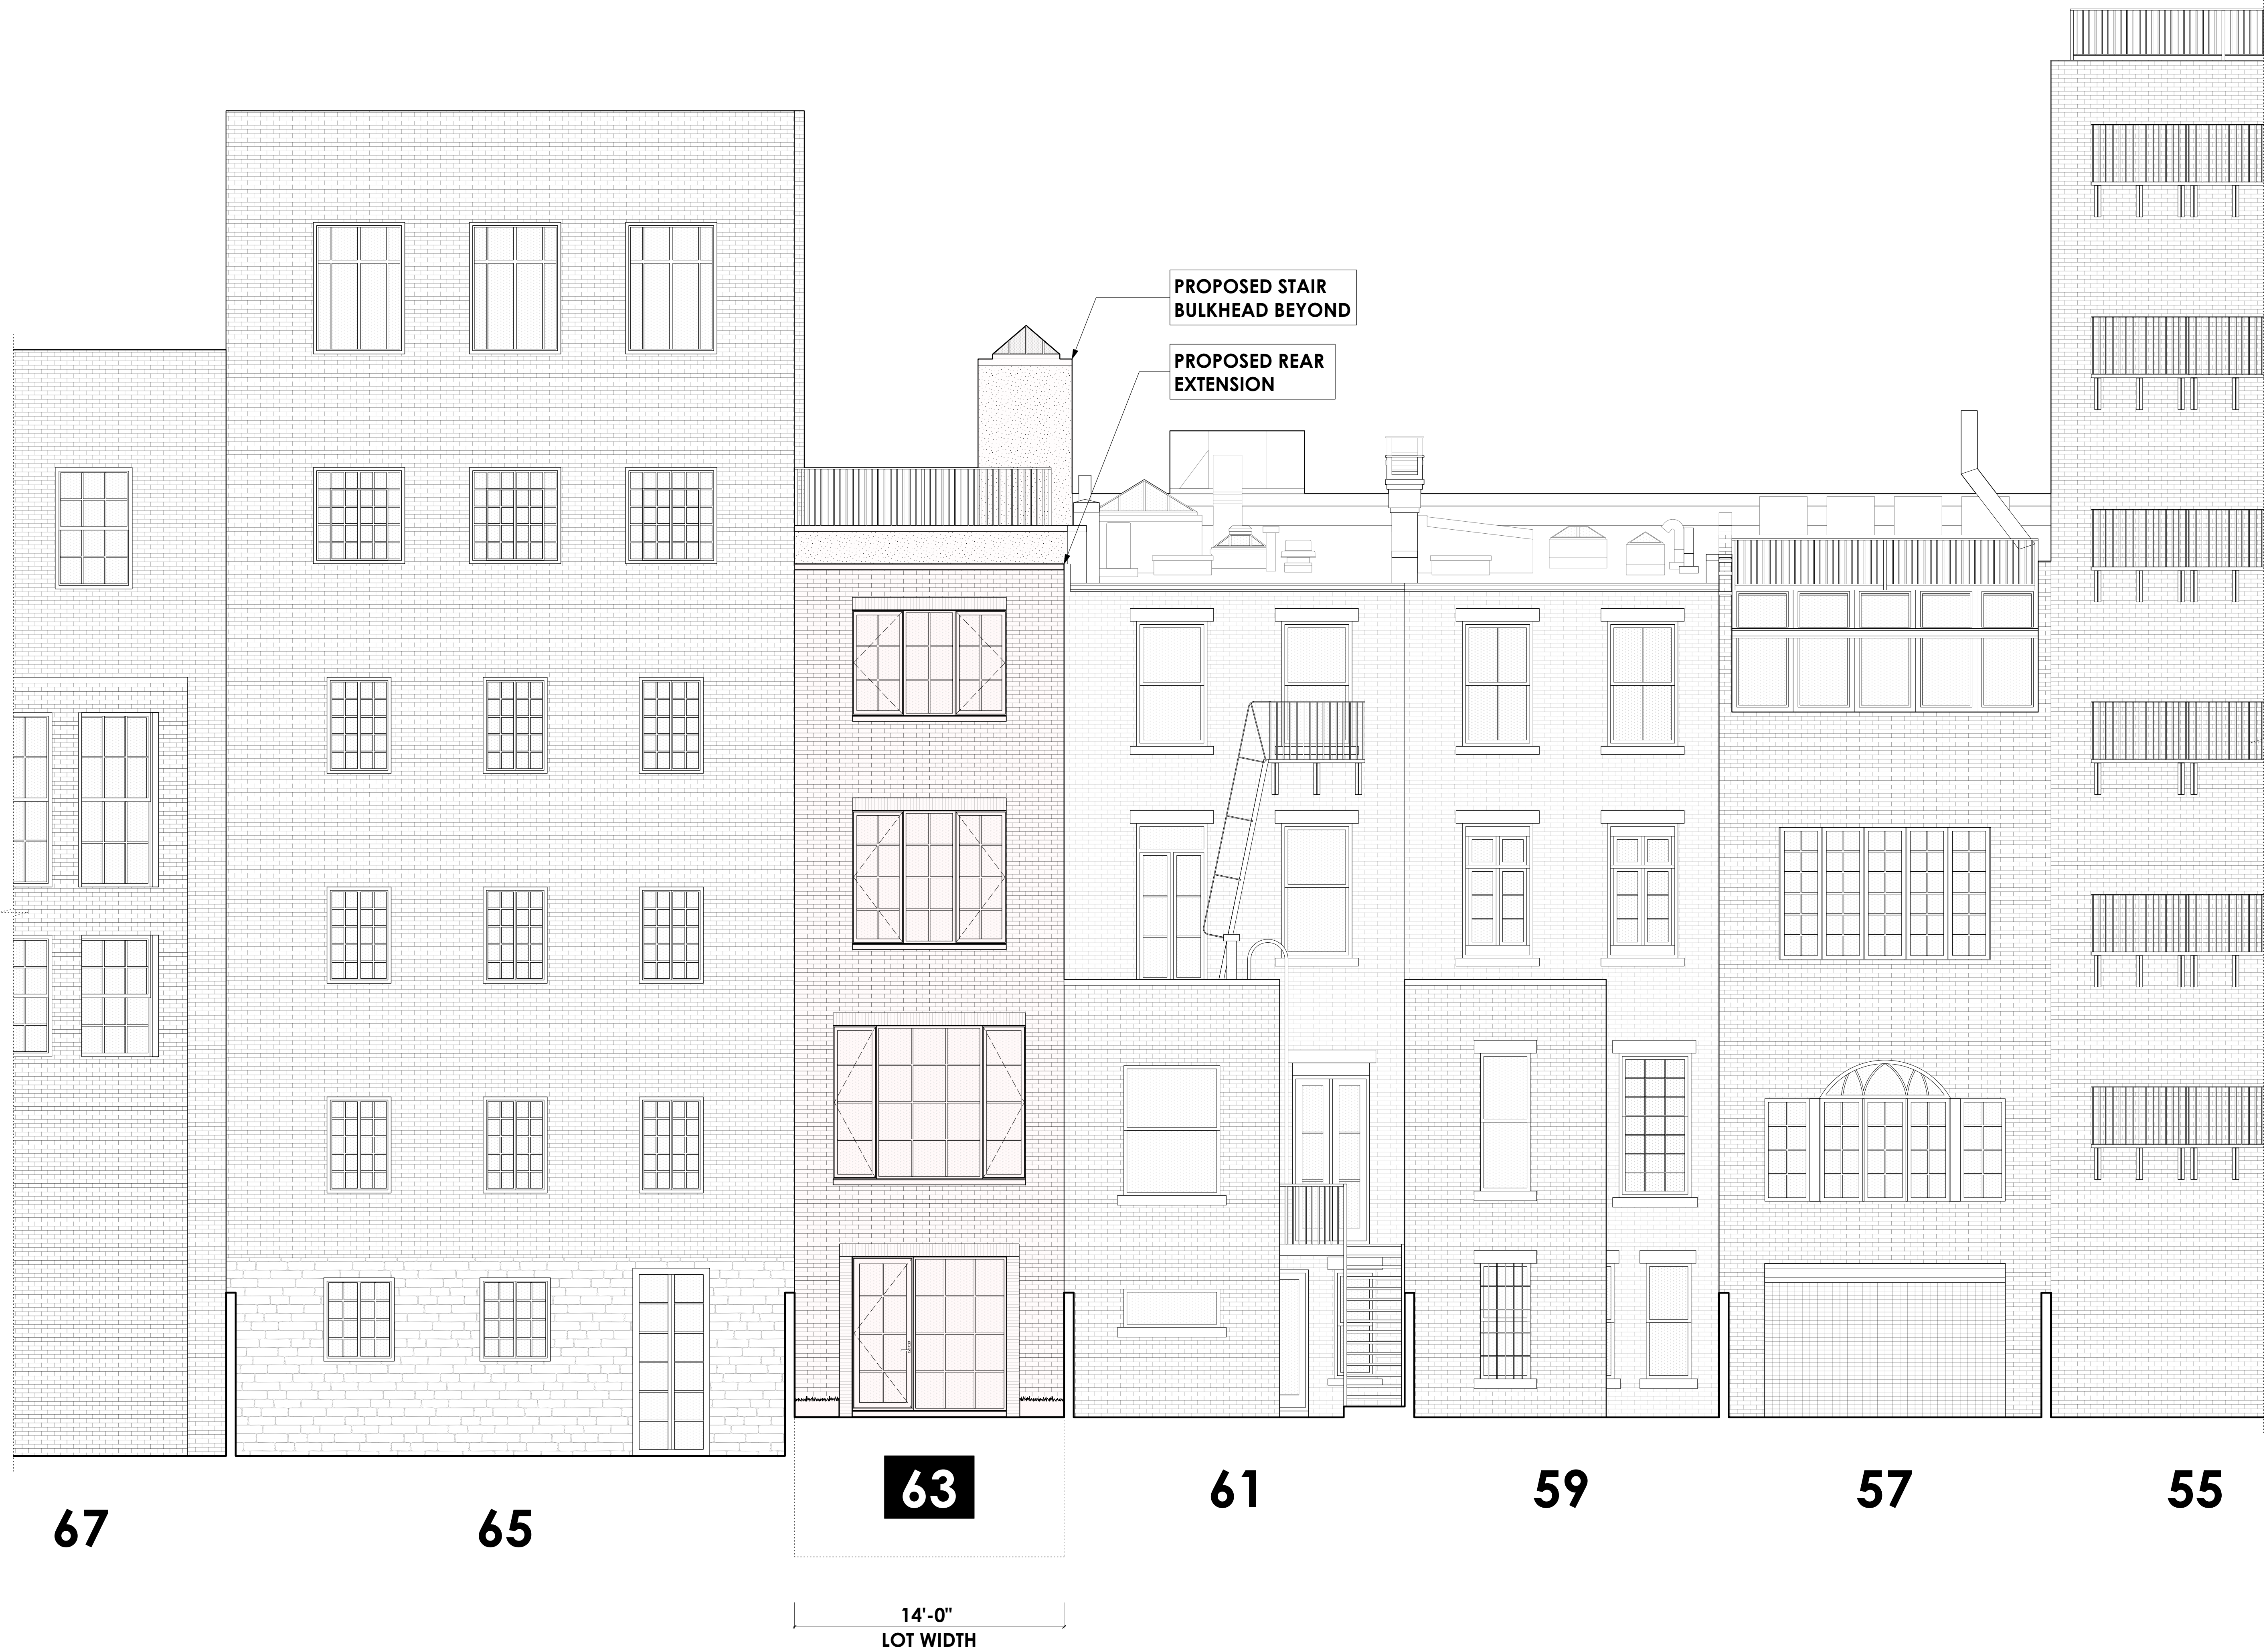 PROPOSED STAIR
BULKHEAD BEYOND
PROPOSED REAR
EXTENSION
67
65
63
61
59
57
55
14'-0"
LOT WIDTH